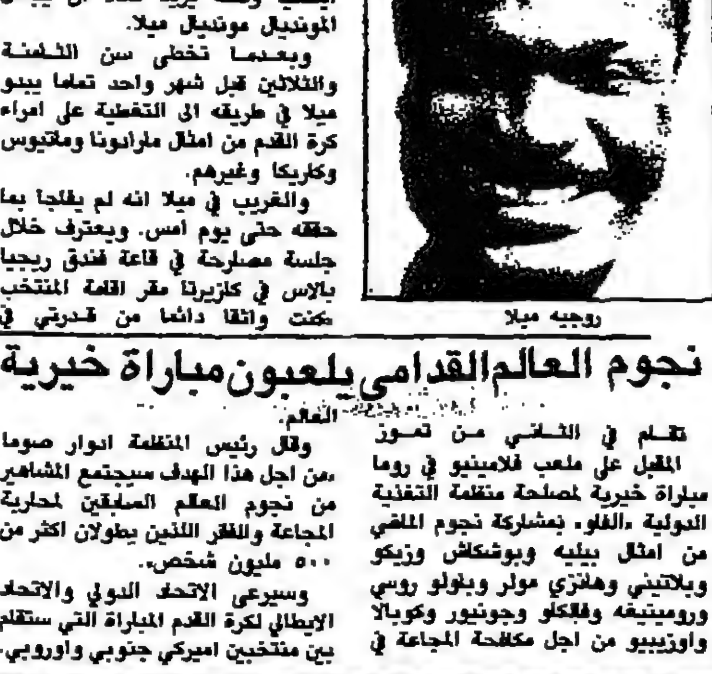 المونديال مونديال ميلا.
وبعدما تخطى سن الثامنة
والثلاثين قبل شهر واحد تماما يبدو
ميلا في طريقه الى التغطية على امراء
كرة القدم من امثال مارادونا وماتيوس
وكاريكا وغيرهم.
والغريب في ميلا انه لم يفاجا بما
حققه حتى يوم امس. ويعترف خلال
جلسة مصارحة في قاعة فندق ريجيا
بالاس في كازيرتا مقر اقامة المنتخب
«كنت واثقا دائما من قدرتي في
روجيه ميلا
نجوم العالم القدامى يلعبون مباراة خيرية
تقام في الثاني من تموز
المقبل على ملعب فلامينيو في روما
مباراة خيرية لمصلحة منظمة التغذية
الدولية «الفاو» بمشاركة نجوم الماضي
من امثال بيليه وبوشكاش وزيكو
وبلاتيني وهانزي مولر وباولو روسي
ورومينيغه وفالكاو وجونيور وكوبالا
واوزيبيو من اجل مكافحة المجاعة في
العالم.
وقال رئيس المنظمة ادوار صوما
«من اجل هذا الهدف سيجتمع المشاهير
من نجوم العالم السابقين لمحاربة
المجاعة والفقر اللذين يطولان اكثر من
٥٠٠ مليون شخص».
وسيرعى الاتحاد الدولي والاتحاد
الايطالي لكرة القدم المباراة التي ستقام
بين منتخبين اميركي جنوبي واوروبي.